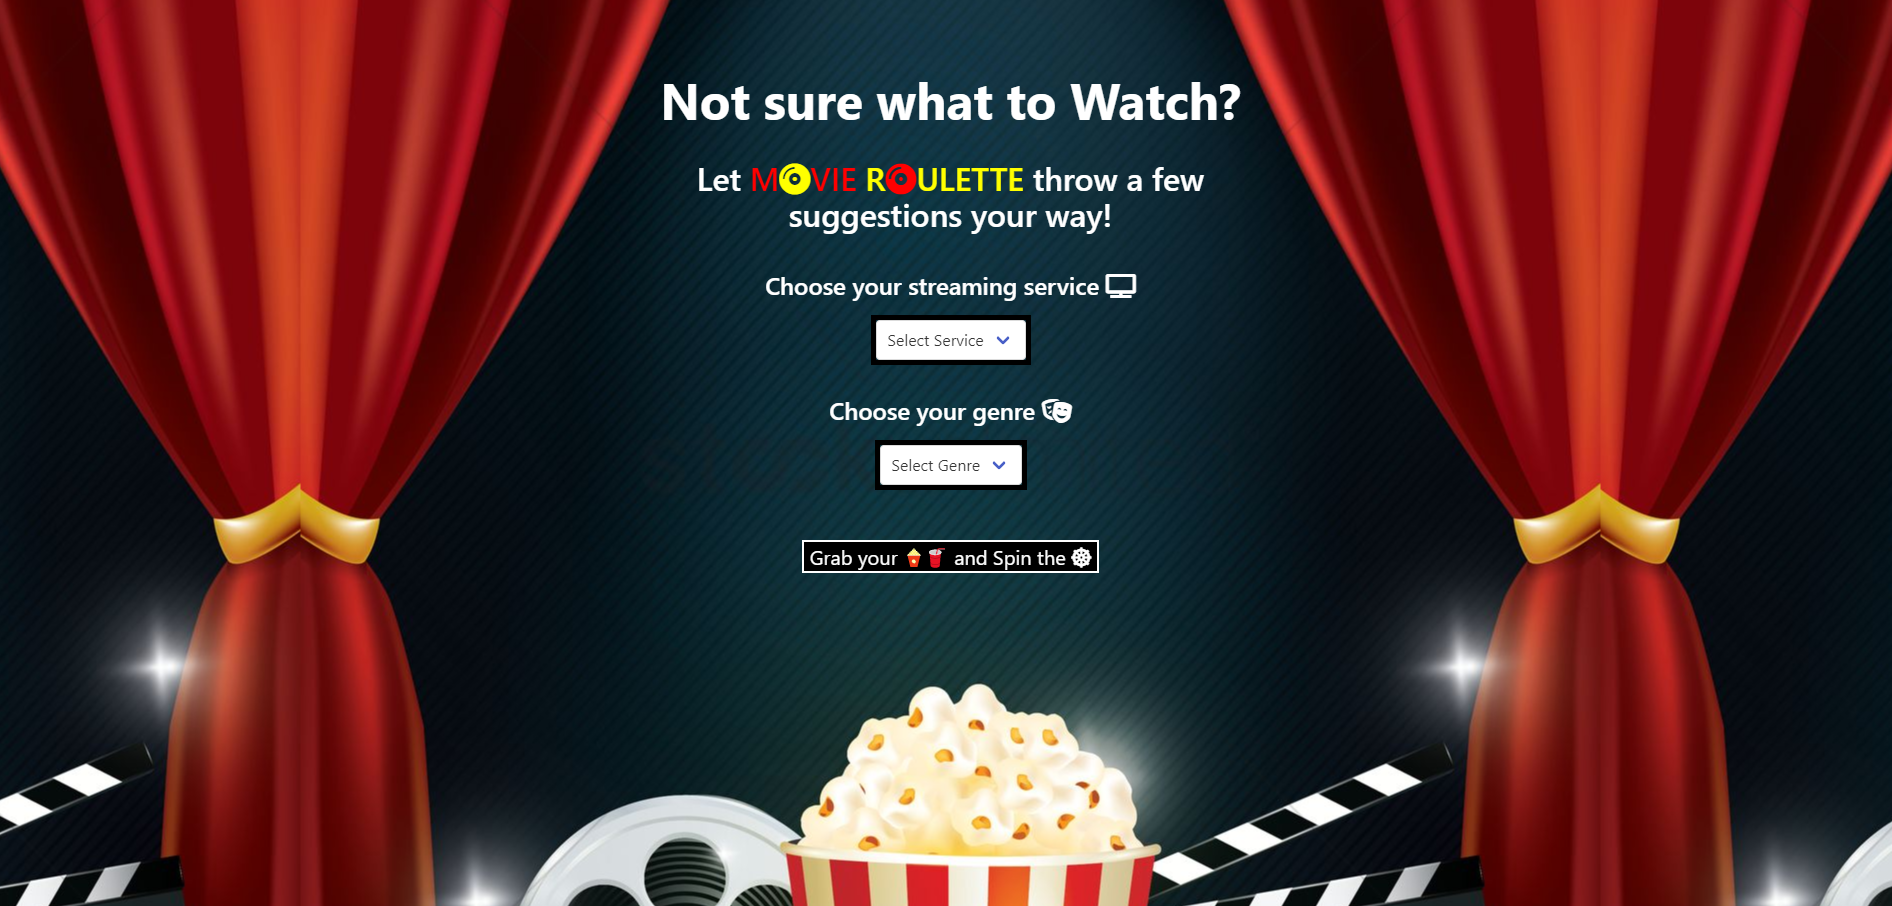 Not sure what to Watch?
Let MOVIE ROULETTE throw a few
suggestions your way!
Choose your streaming service
Select Service
Choose your genre
Select Genre
Grab your 🍿🥤 and Spin the ☸